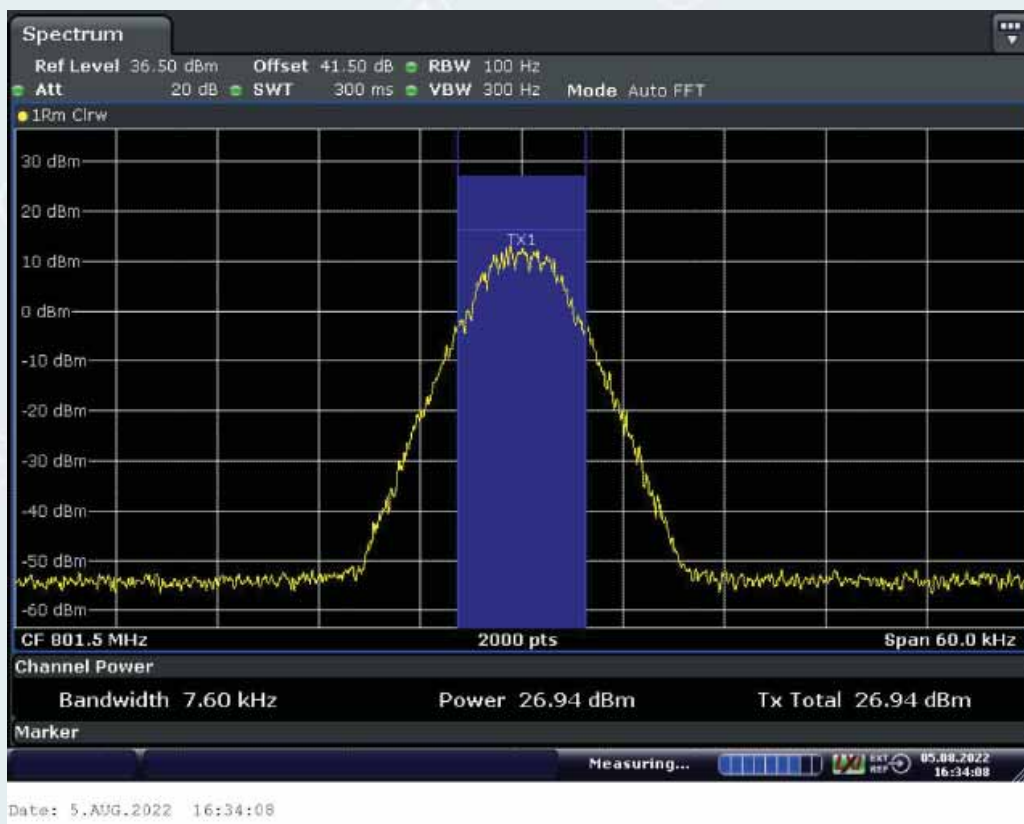 Spectrum
Ref Level 36.50 dBm Offset 41.50 dB RBW 100 Hz
Att 20 dB SWT 300 ms VBW 300 Hz Mode Auto FFT
1Rm Clrw
30 dBm
20 dBm
TX1
10 dBm
0 dBm
-10 dBm
-20 dBm
-30 dBm
-40 dBm
-50 dBm
-60 dBm
CF 801.5 MHz 2000 pts Span 60.0 kHz
Channel Power
Bandwidth 7.60 kHz Power 26.94 dBm Tx Total 26.94 dBm
Marker
Measuring... LXI EXT REF 05.08.2022
16:34:08
Date: 5.AUG.2022 16:34:08